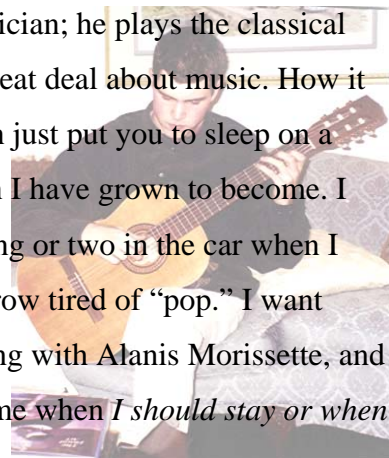 ician; he plays the classical
eat deal about music. How it
n just put you to sleep on a
I have grown to become. I
ng or two in the car when I
row tired of “pop.” I want
ng with Alanis Morissette, and
me when I should stay or when